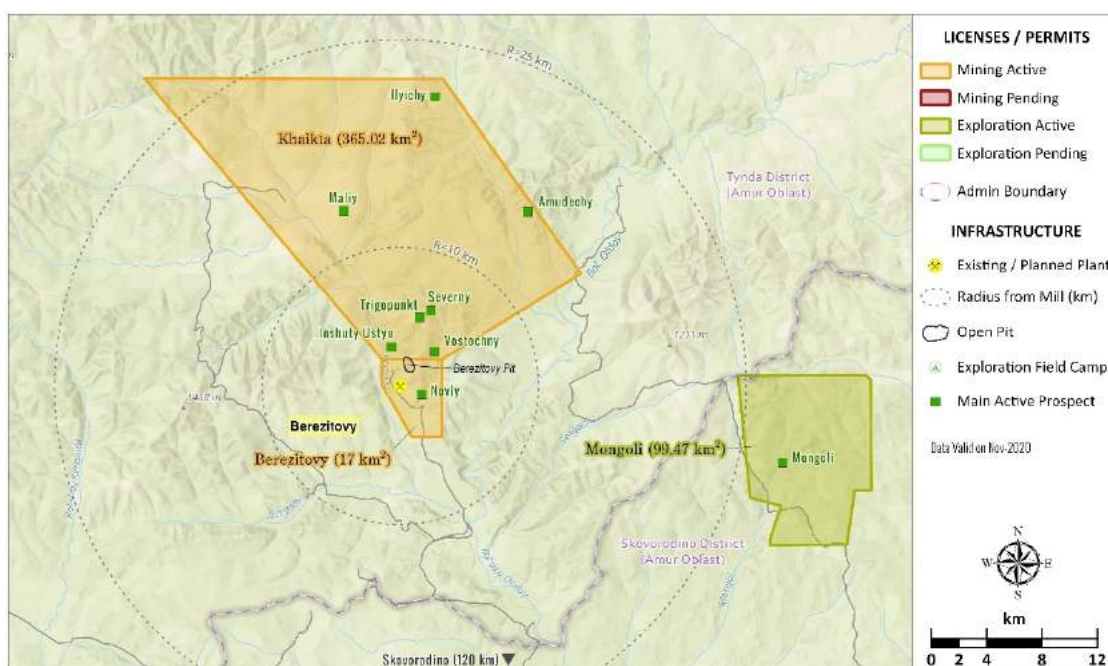 R=25 km
Ilyichy
Khaikta (365.02 km²)
Tynda District
(Amur Oblast)
Maliy
Amudechy
R=10 km
Bol. Oldoy
Severny
Trigopunkt
Inshuty Ustya
Vostochny
Berezitovy Pit
1211 m
Noviy
Berezitovy
Berezitovy (17 km²)
Mongoli (99.47 km²)
Mongoli
Skovorodino District
(Amur Oblast)
Skovorodino (120 km)
LICENSES / PERMITS
Mining Active
Mining Pending
Exploration Active
Exploration Pending
Admin Boundary
INFRASTRUCTURE
Existing / Planned Plant
Radius from Mill (km)
Open Pit
Exploration Field Camp
Main Active Prospect
Data Valid on Nov-2020
N
W E
S
km
0 2 4 8 12